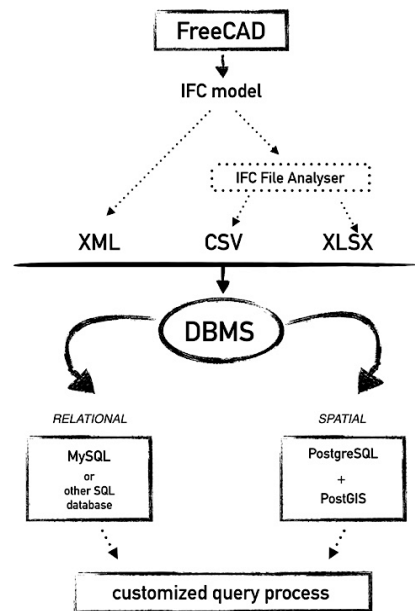 FreeCAD
IFC model
IFC File Analyser
XML CSV XLSX
DBMS
RELATIONAL
MySQL
or
other SQL
database
SPATIAL
PostgreSQL
+
PostGIS
customized query process